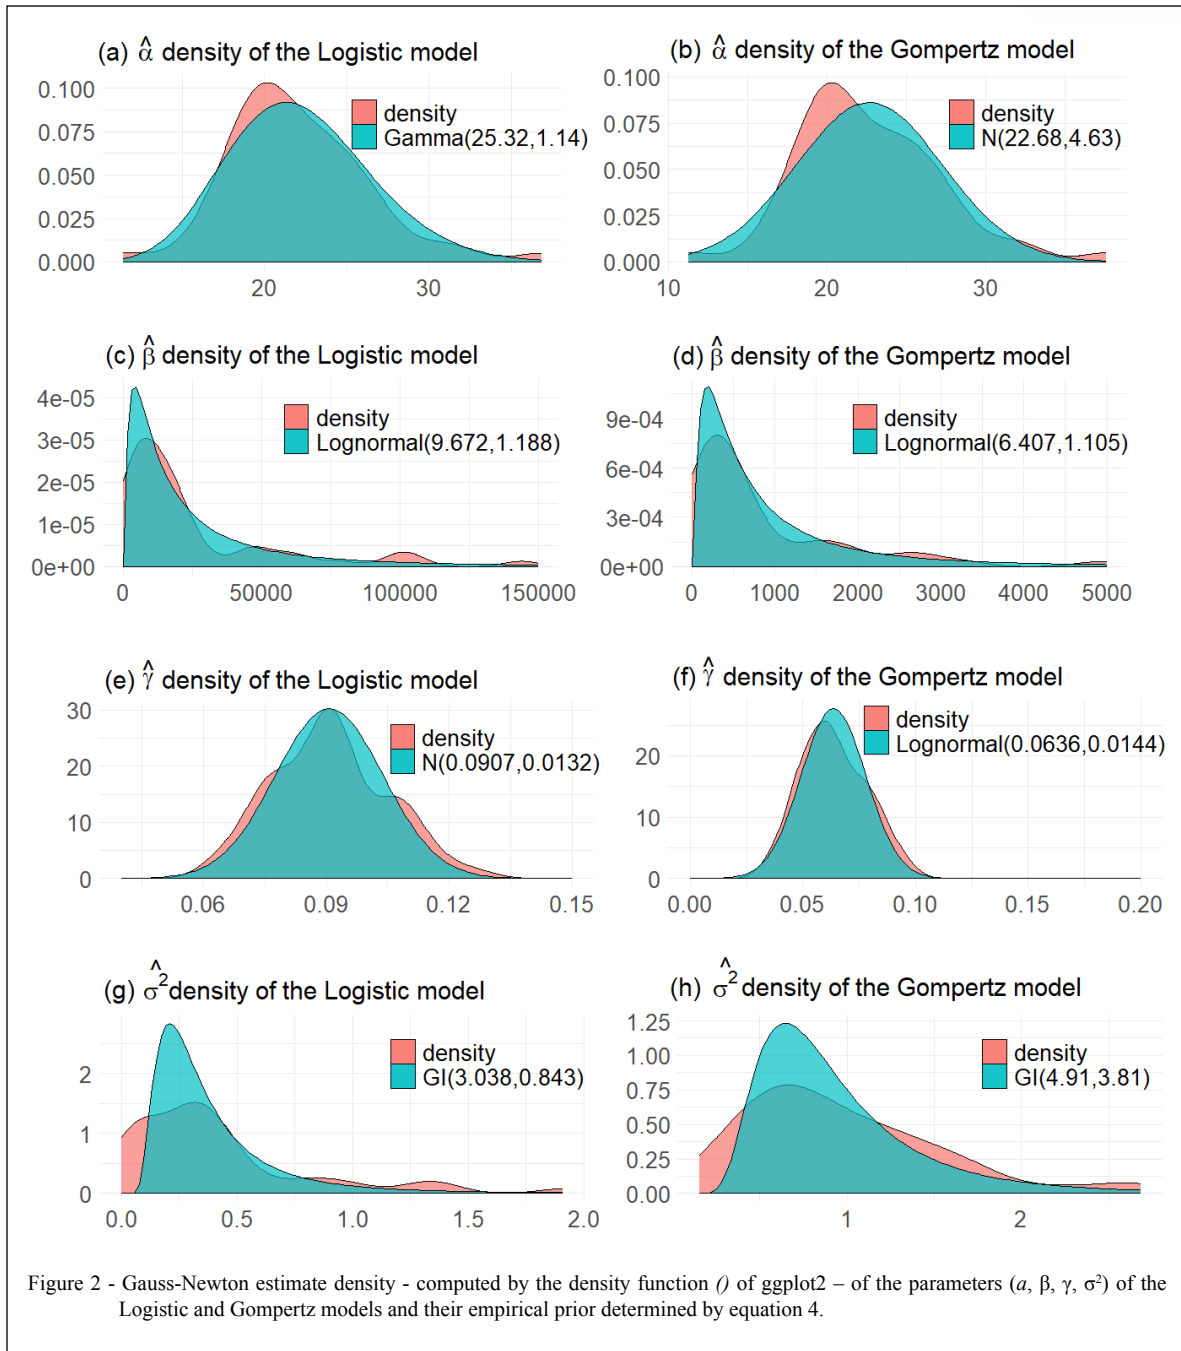 (a) α̂ density of the Logistic model
0.100
0.075
0.050
0.025
0.000
density
Gamma(25.32,1.14)
20 30
(b) α̂ density of the Gompertz model
0.100
0.075
0.050
0.025
0.000
density
N(22.68,4.63)
10 20 30
(c) β̂ density of the Logistic model
4e-05
3e-05
2e-05
1e-05
0e+00
density
Lognormal(9.672,1.188)
0 50000 100000 150000
(d) β̂ density of the Gompertz model
9e-04
6e-04
3e-04
0e+00
density
Lognormal(6.407,1.105)
0 1000 2000 3000 4000 5000
(e) γ̂ density of the Logistic model
30
20
10
0
density
N(0.0907,0.0132)
0.06 0.09 0.12 0.15
(f) γ̂ density of the Gompertz model
20
10
0
density
Lognormal(0.0636,0.0144)
0.00 0.05 0.10 0.15 0.20
(g) σ̂² density of the Logistic model
2
1
0
density
GI(3.038,0.843)
0.0 0.5 1.0 1.5 2.0
(h) σ̂² density of the Gompertz model
1.25
1.00
0.75
0.50
0.25
0.00
density
GI(4.91,3.81)
1 2
Figure 2 - Gauss-Newton estimate density - computed by the density function () of ggplot2 – of the parameters (a, β, γ, σ²) of the
Logistic and Gompertz models and their empirical prior determined by equation 4.